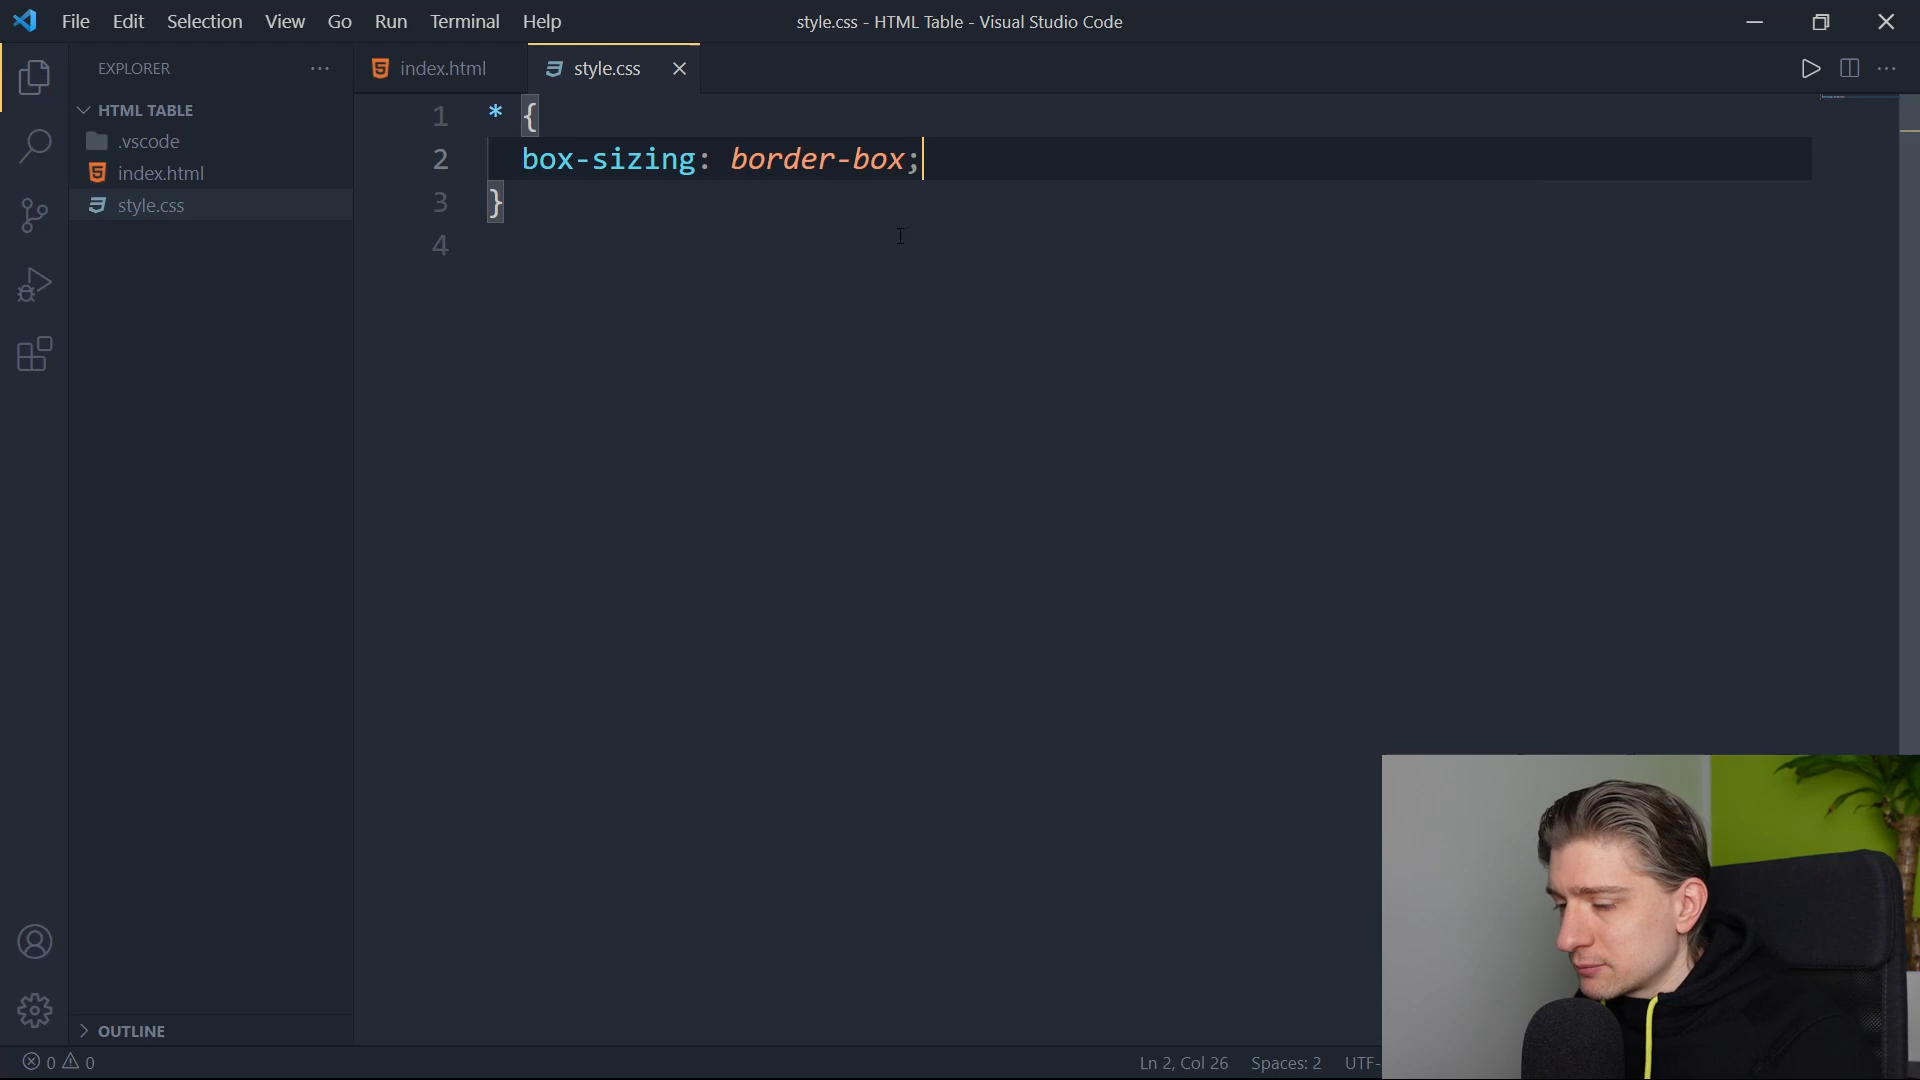 File Edit Selection View Go Run Terminal Help
style.css - HTML Table - Visual Studio Code
EXPLORER
HTML TABLE
.vscode
index.html
style.css
OUTLINE
index.html
style.css
1 * {
2 box-sizing: border-box;
3 }
4
0 0
Ln 2, Col 26
Spaces: 2
UTF-